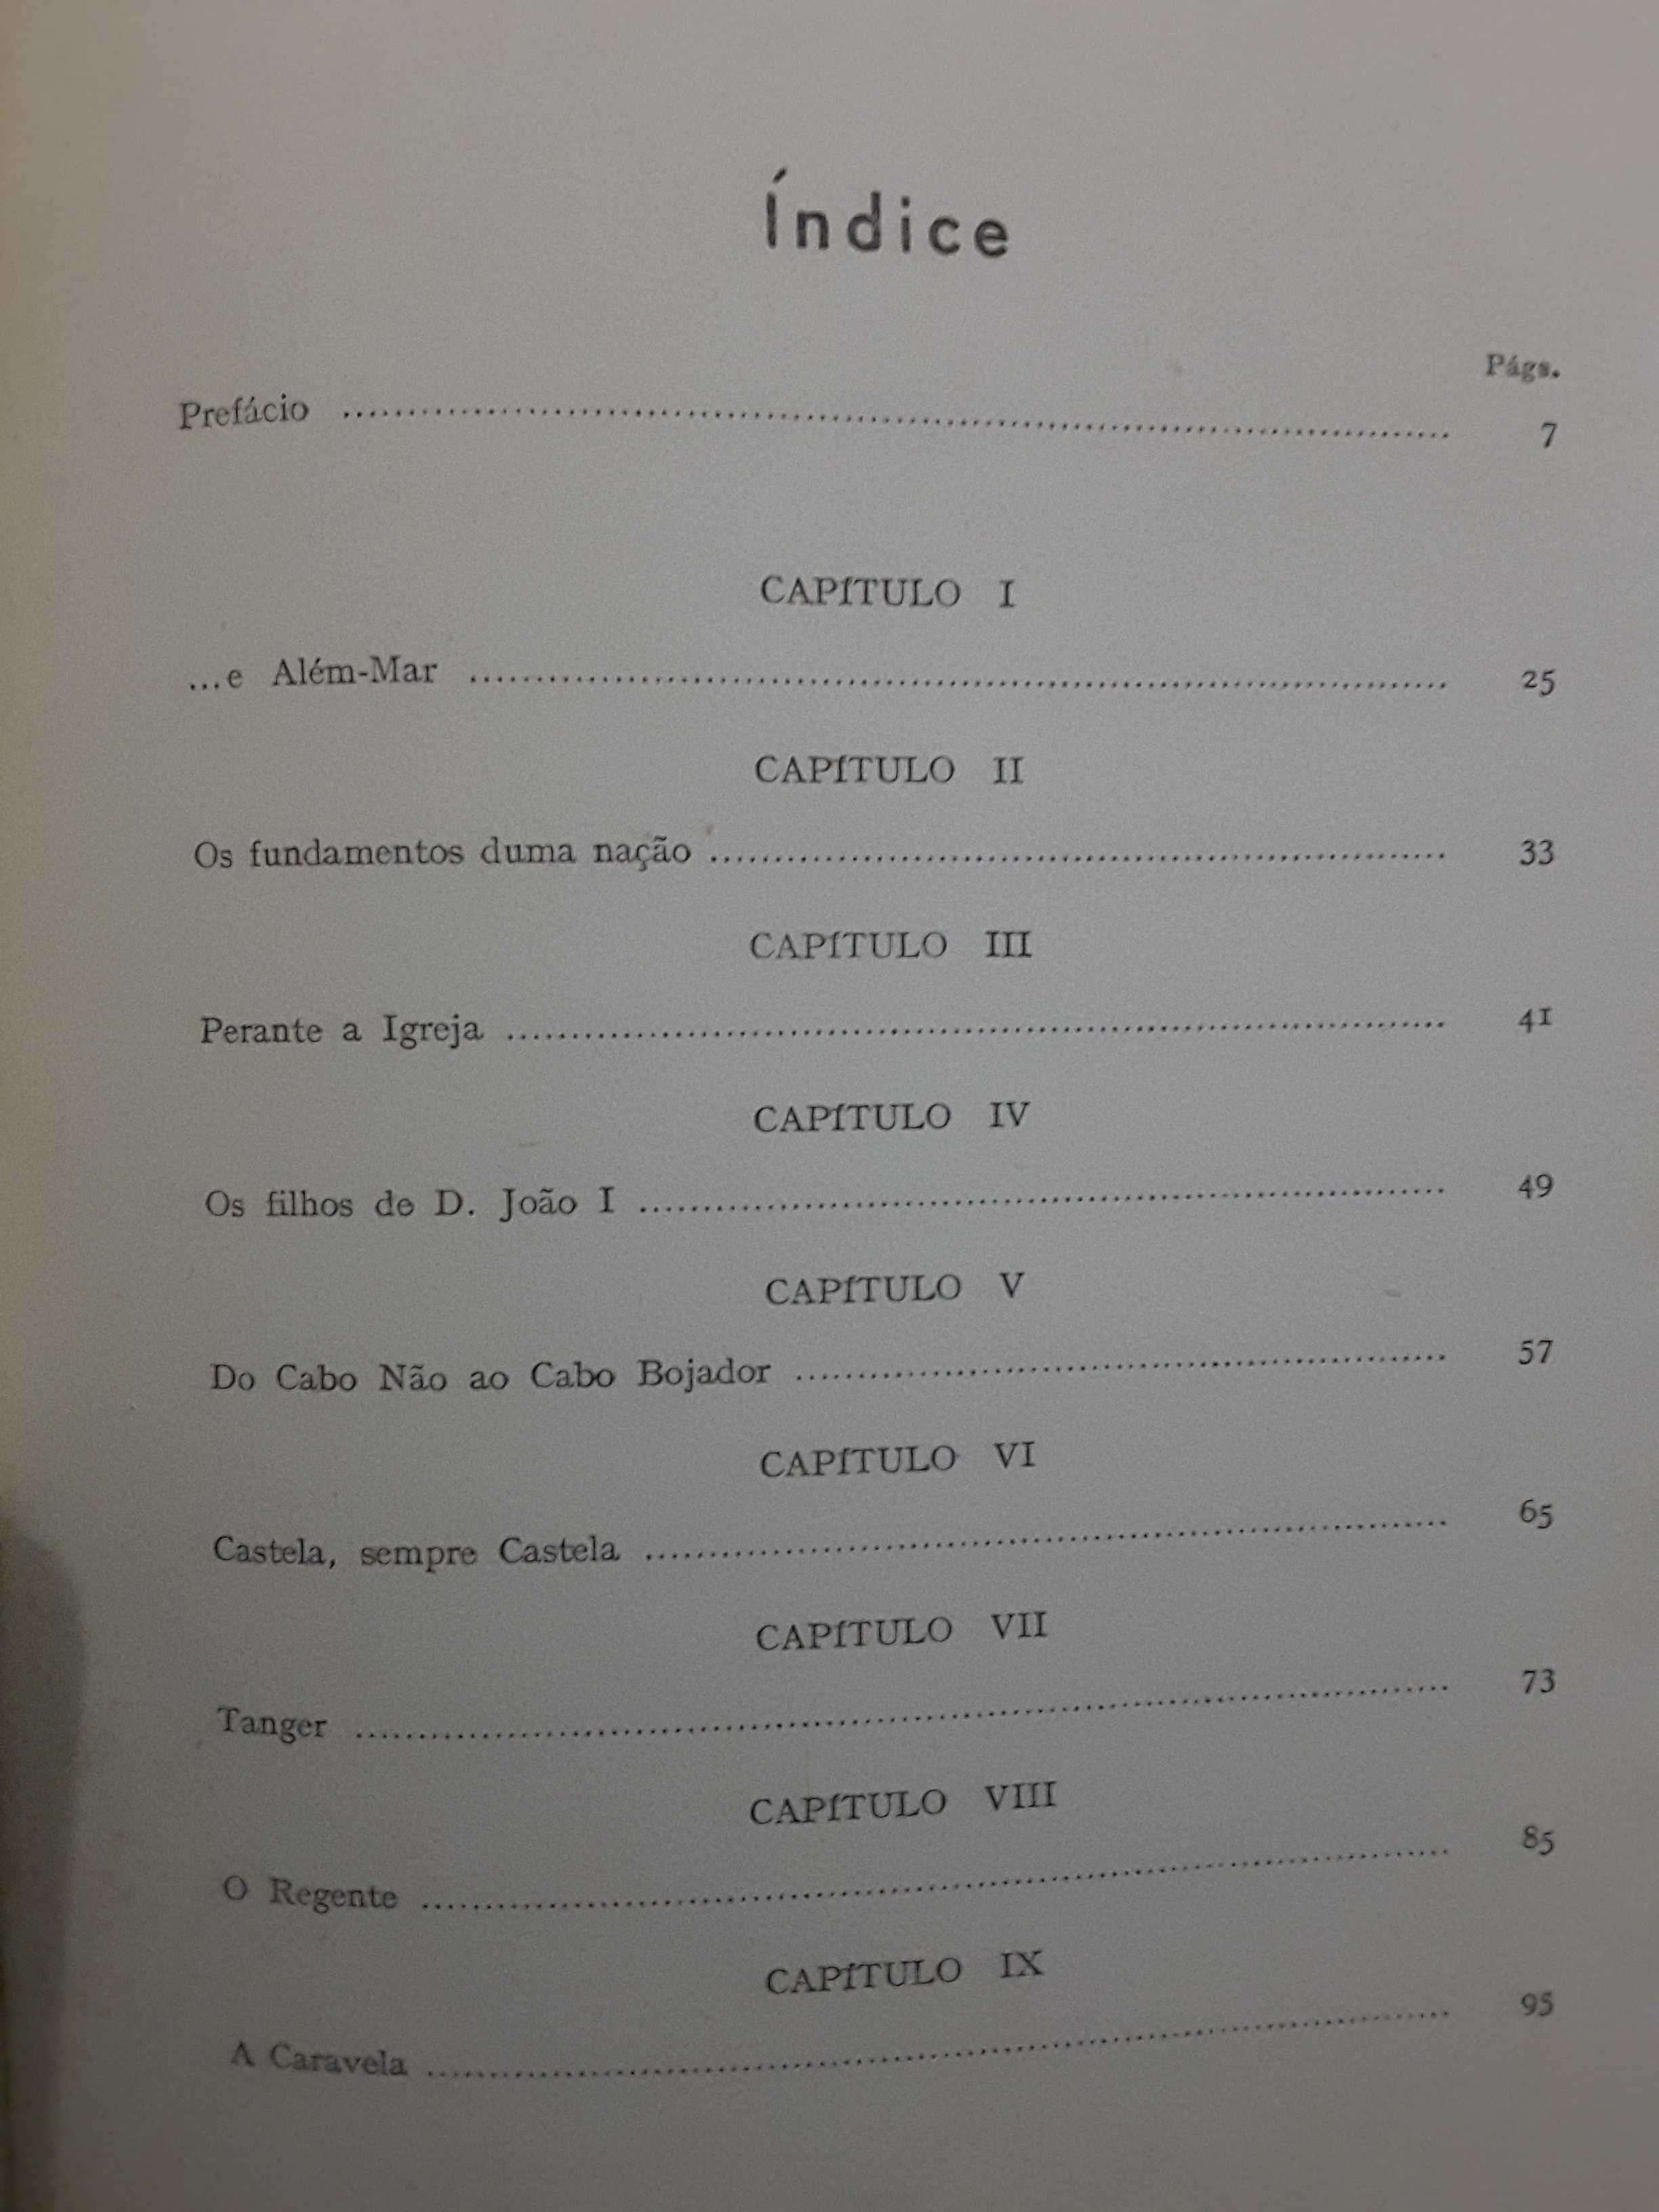 Índice
Págs.
Prefácio ........................................ 7
CAPÍTULO I
...e Além-Mar ........................................ 25
CAPÍTULO II
Os fundamentos duma nação ........................................ 33
CAPÍTULO III
Perante a Igreja ........................................ 41
CAPÍTULO IV
Os filhos de D. João I ........................................ 49
CAPÍTULO V
Do Cabo Não ao Cabo Bojador ........................................ 57
CAPÍTULO VI
Castela, sempre Castela ........................................ 65
CAPÍTULO VII
Tanger ........................................ 73
CAPÍTULO VIII
O Regente ........................................ 85
CAPÍTULO IX
A Caravela ........................................ 95